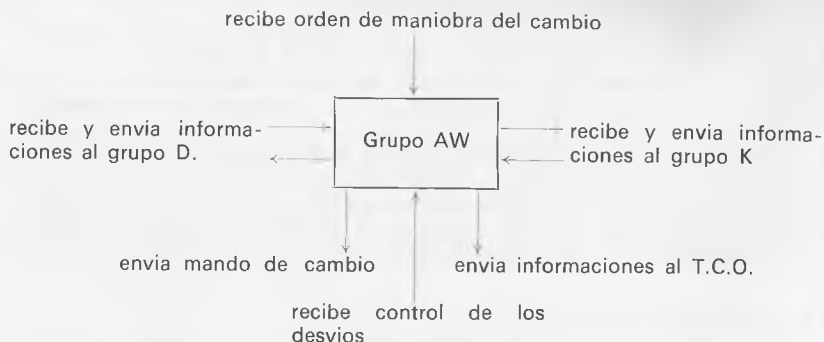 recibe orden de maniobra del cambio
recibe y envia informa-
ciones al grupo D.
Grupo AW
recibe y envia informa-
ciones al grupo K
envia mando de cambio
envia informaciones al T.C.O.
recibe control de los
desvios